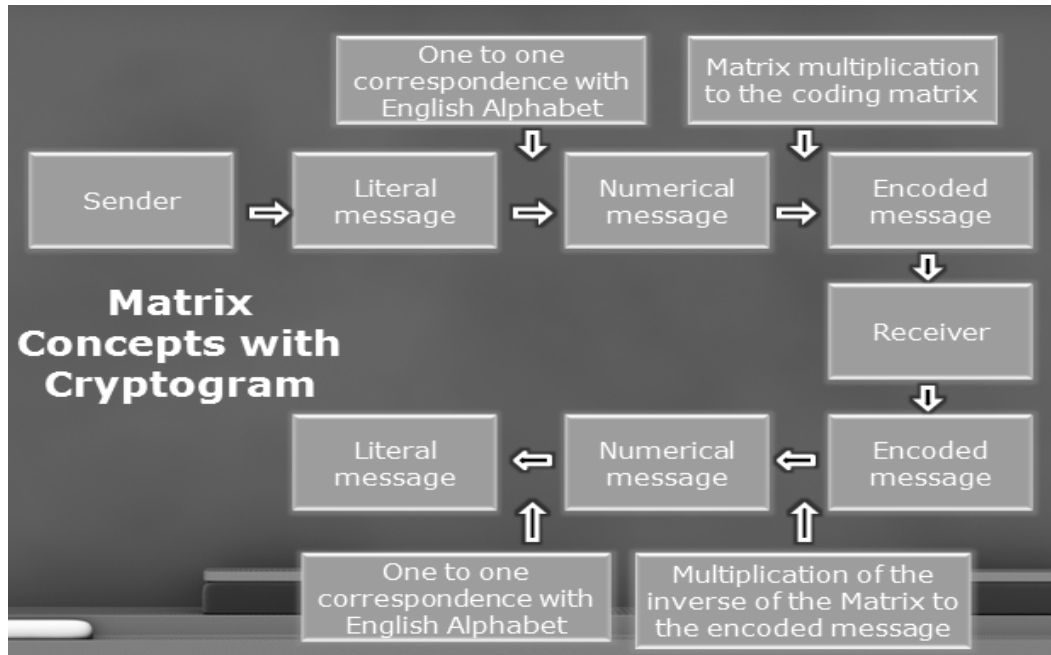 One to one
correspondence with
English Alphabet
Matrix multiplication
to the coding matrix
Sender
Literal
message
Numerical
message
Encoded
message
Matrix
Concepts with
Cryptogram
Receiver
Literal
message
Numerical
message
Encoded
message
One to one
correspondence with
English Alphabet
Multiplication of the
inverse of the Matrix to
the encoded message